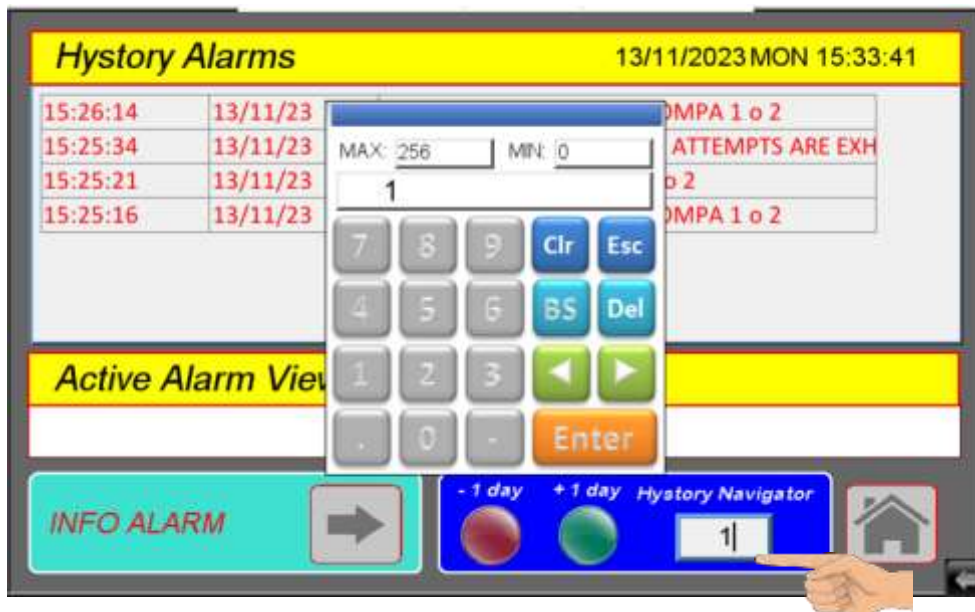 Hystory Alarms 13/11/2023 MON 15:33:41
15:26:14 13/11/23 OMPA 1 o 2
15:25:34 13/11/23 ATTEMPTS ARE EXH
15:25:21 13/11/23 o 2
15:25:16 13/11/23 OMPA 1 o 2
MAX: 256 MIN: 0
1
7 8 9 Clr Esc
4 5 6 BS Del
1 2 3
. 0 - Enter
Active Alarm View
- 1 day + 1 day Hystory Navigator
INFO ALARM
1